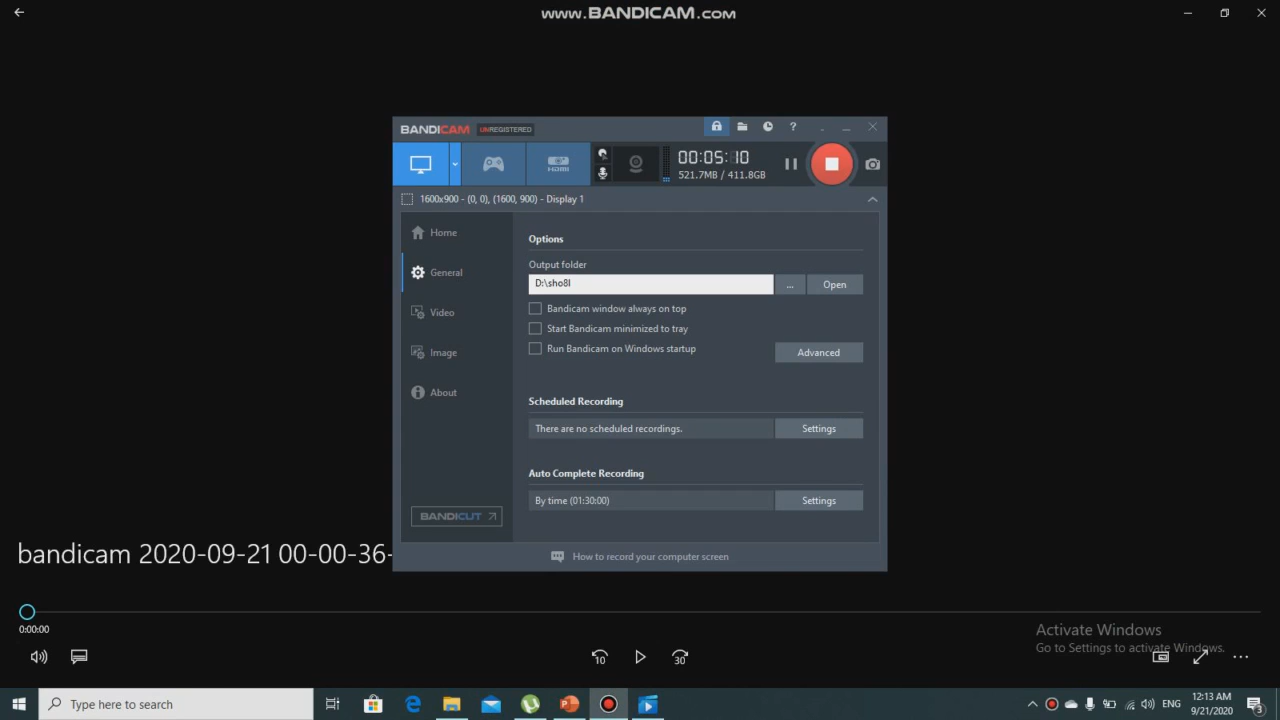 www.BANDICAM.com
BANDICAM UNREGISTERED
HDMI
00:05:10
521.7MB / 411.8GB
1600x900 - (0, 0), (1600, 900) - Display 1
Home
General
Video
Image
About
BANDICUT
Options
Output folder
D:\sho8l
...
Open
Bandicam window always on top
Start Bandicam minimized to tray
Run Bandicam on Windows startup
Advanced
Scheduled Recording
There are no scheduled recordings.
Settings
Auto Complete Recording
By time (01:30:00)
Settings
How to record your computer screen
bandicam 2020-09-21 00-00-36-
0:00:00
10
30
Activate Windows
Go to Settings to activate Windows.
Type here to search
ENG
12:13 AM
9/21/2020
3